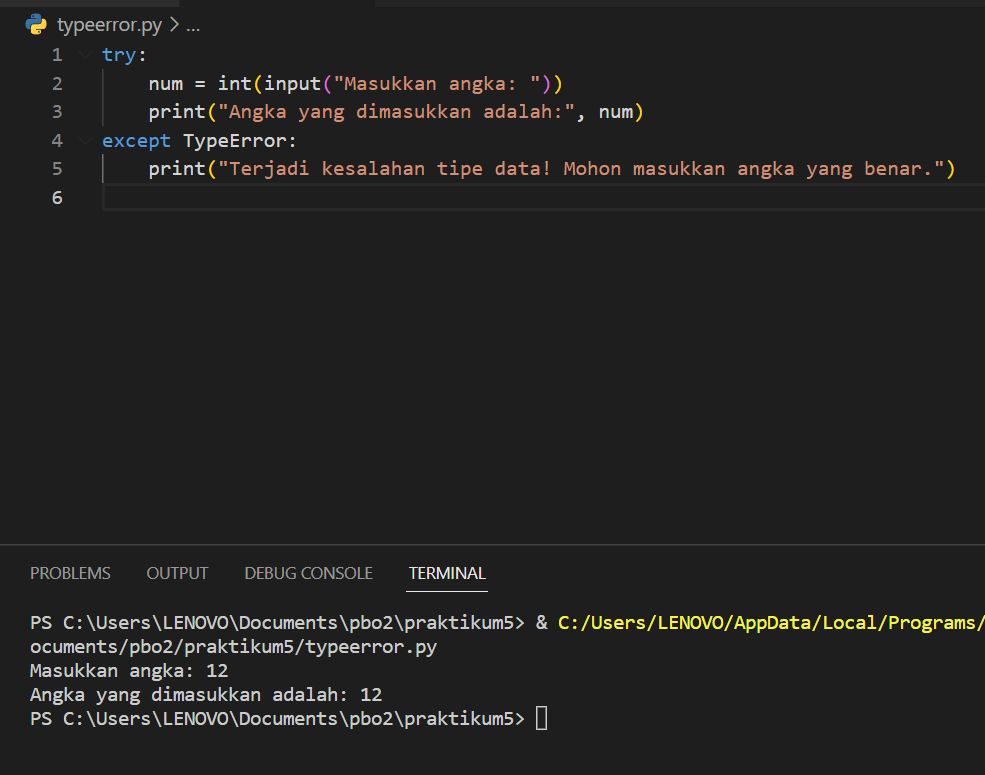 typeerror.py > ...
1 try:
2 num = int(input("Masukkan angka: "))
3 print("Angka yang dimasukkan adalah:", num)
4 except TypeError:
5 print("Terjadi kesalahan tipe data! Mohon masukkan angka yang benar.")
6
PROBLEMS OUTPUT DEBUG CONSOLE TERMINAL
PS C:\Users\LENOVO\Documents\pbo2\praktikum5> & C:/Users/LENOVO/AppData/Local/Programs/
ocuments/pbo2/praktikum5/typeerror.py
Masukkan angka: 12
Angka yang dimasukkan adalah: 12
PS C:\Users\LENOVO\Documents\pbo2\praktikum5>